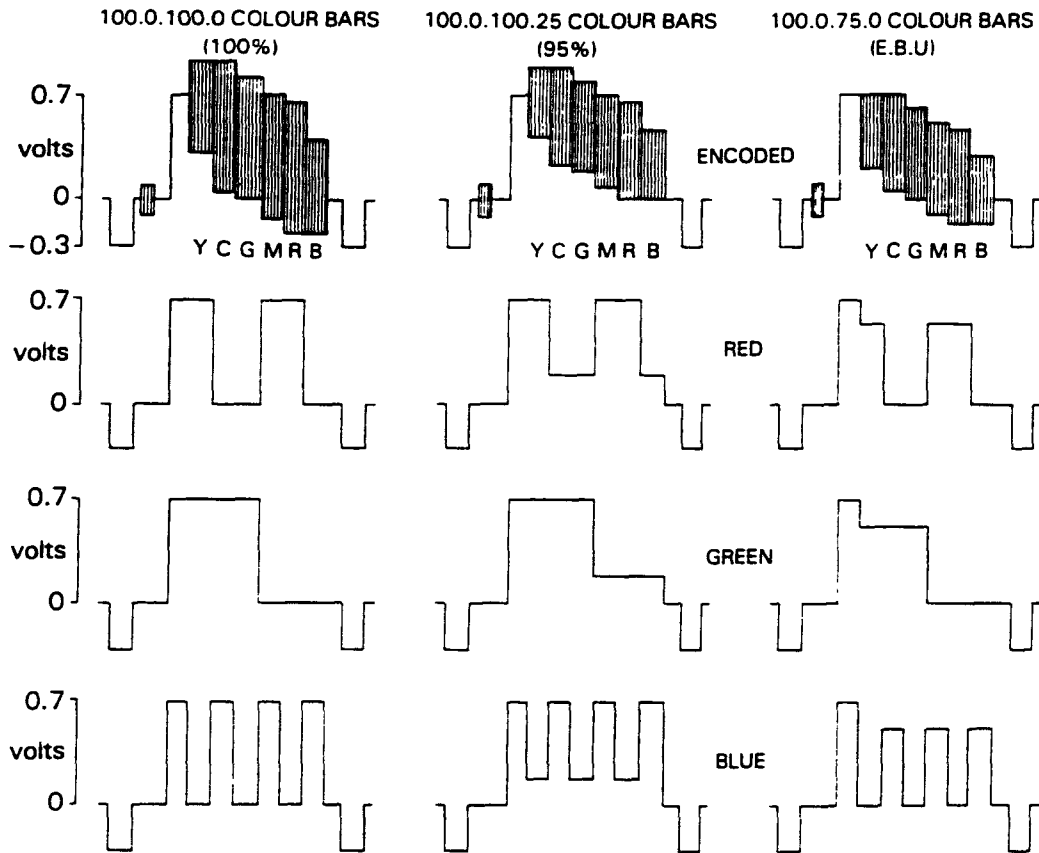 100.0.100.0 COLOUR BARS
(100%)
100.0.100.25 COLOUR BARS
(95%)
100.0.75.0 COLOUR BARS
(E.B.U)
0.7
volts
0
-0.3
ENCODED
Y C G M R B
Y C G M R B
Y C G M R B
0.7
volts
0
RED
0.7
volts
0
GREEN
0.7
volts
0
BLUE